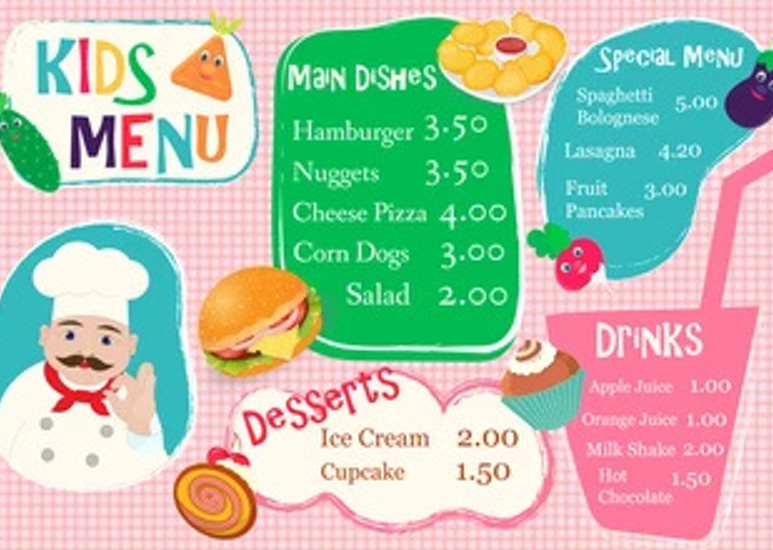 KIDS
MENU
Main Dishes
Hamburger 3.50
Nuggets 3.50
Cheese Pizza 4.00
Corn Dogs 3.00
Salad 2.00
Special Menu
Spaghetti
Bolognese 5.00
Lasagna 4.20
Fruit
Pancakes 3.00
Desserts
Ice Cream 2.00
Cupcake 1.50
Drinks
Apple Juice 1.00
Orange Juice 1.00
Milk Shake 2.00
Hot
Chocolate 1.50